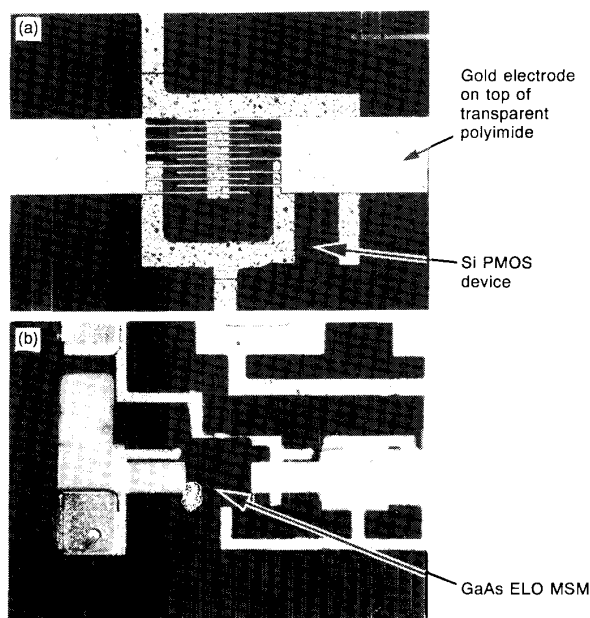 (a)
Gold electrode
on top of
transparent
polyimide
Si PMOS
device
(b)
GaAs ELO MSM